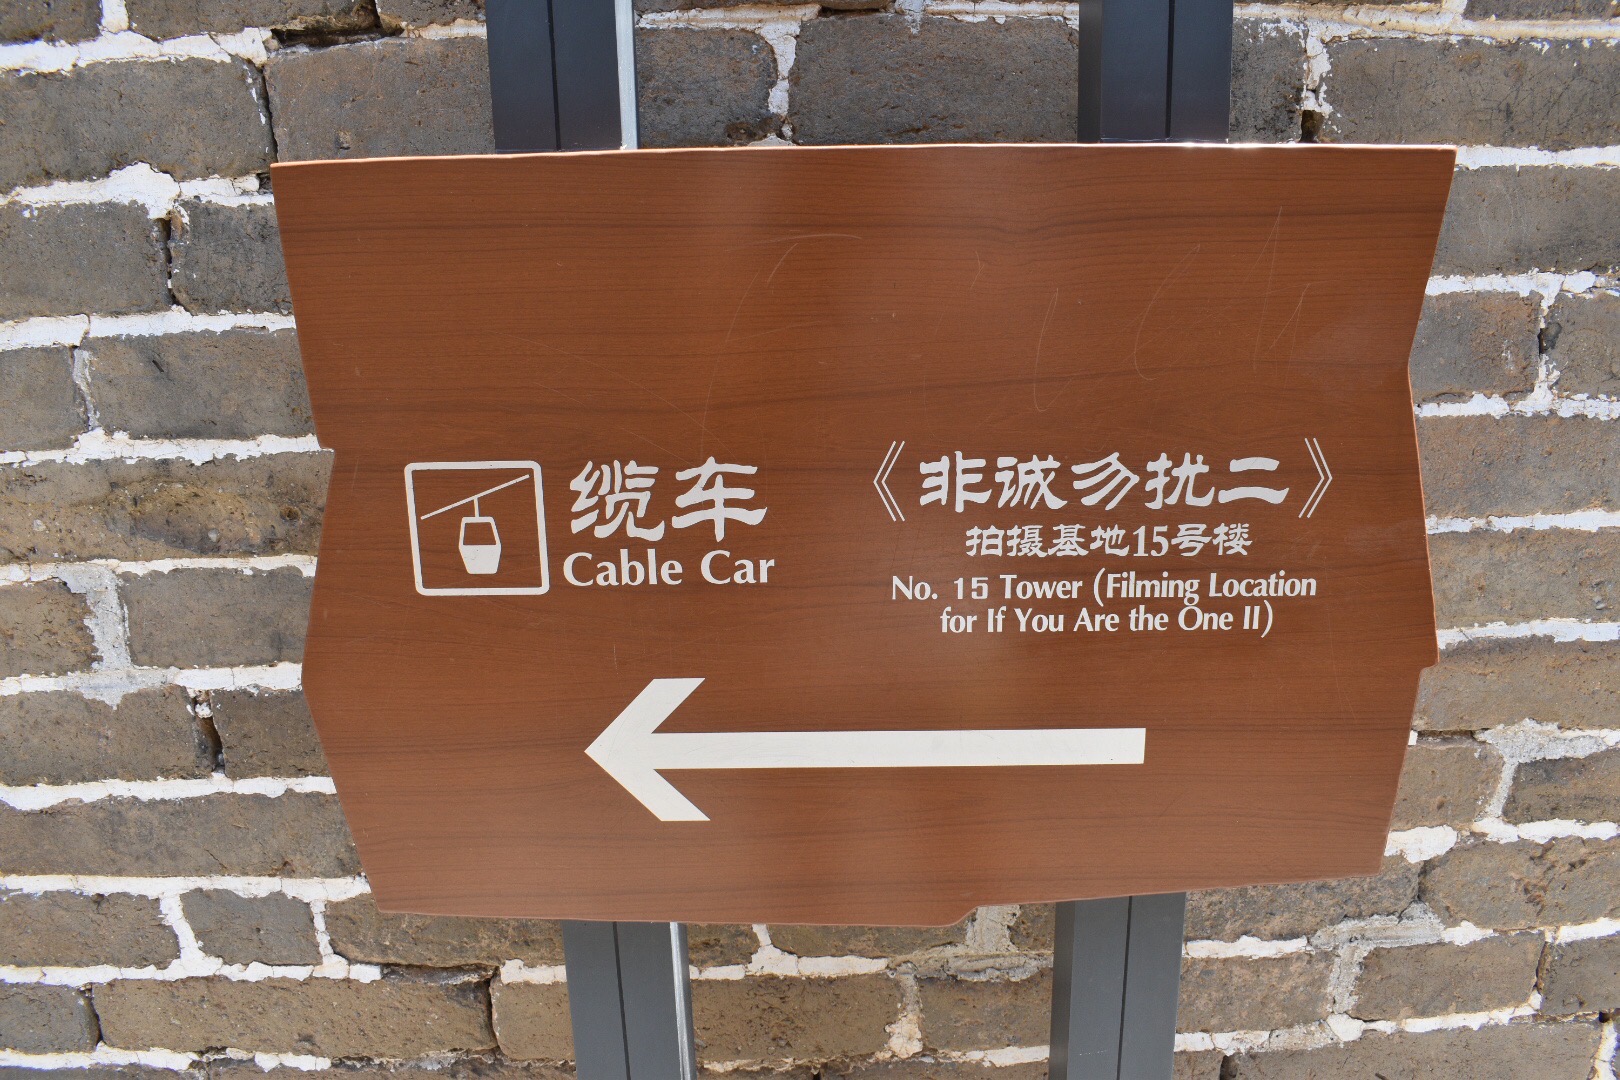 缆车
Cable Car
《非诚勿扰二》
拍摄基地15号楼
No. 15 Tower (Filming Location
for If You Are the One II)